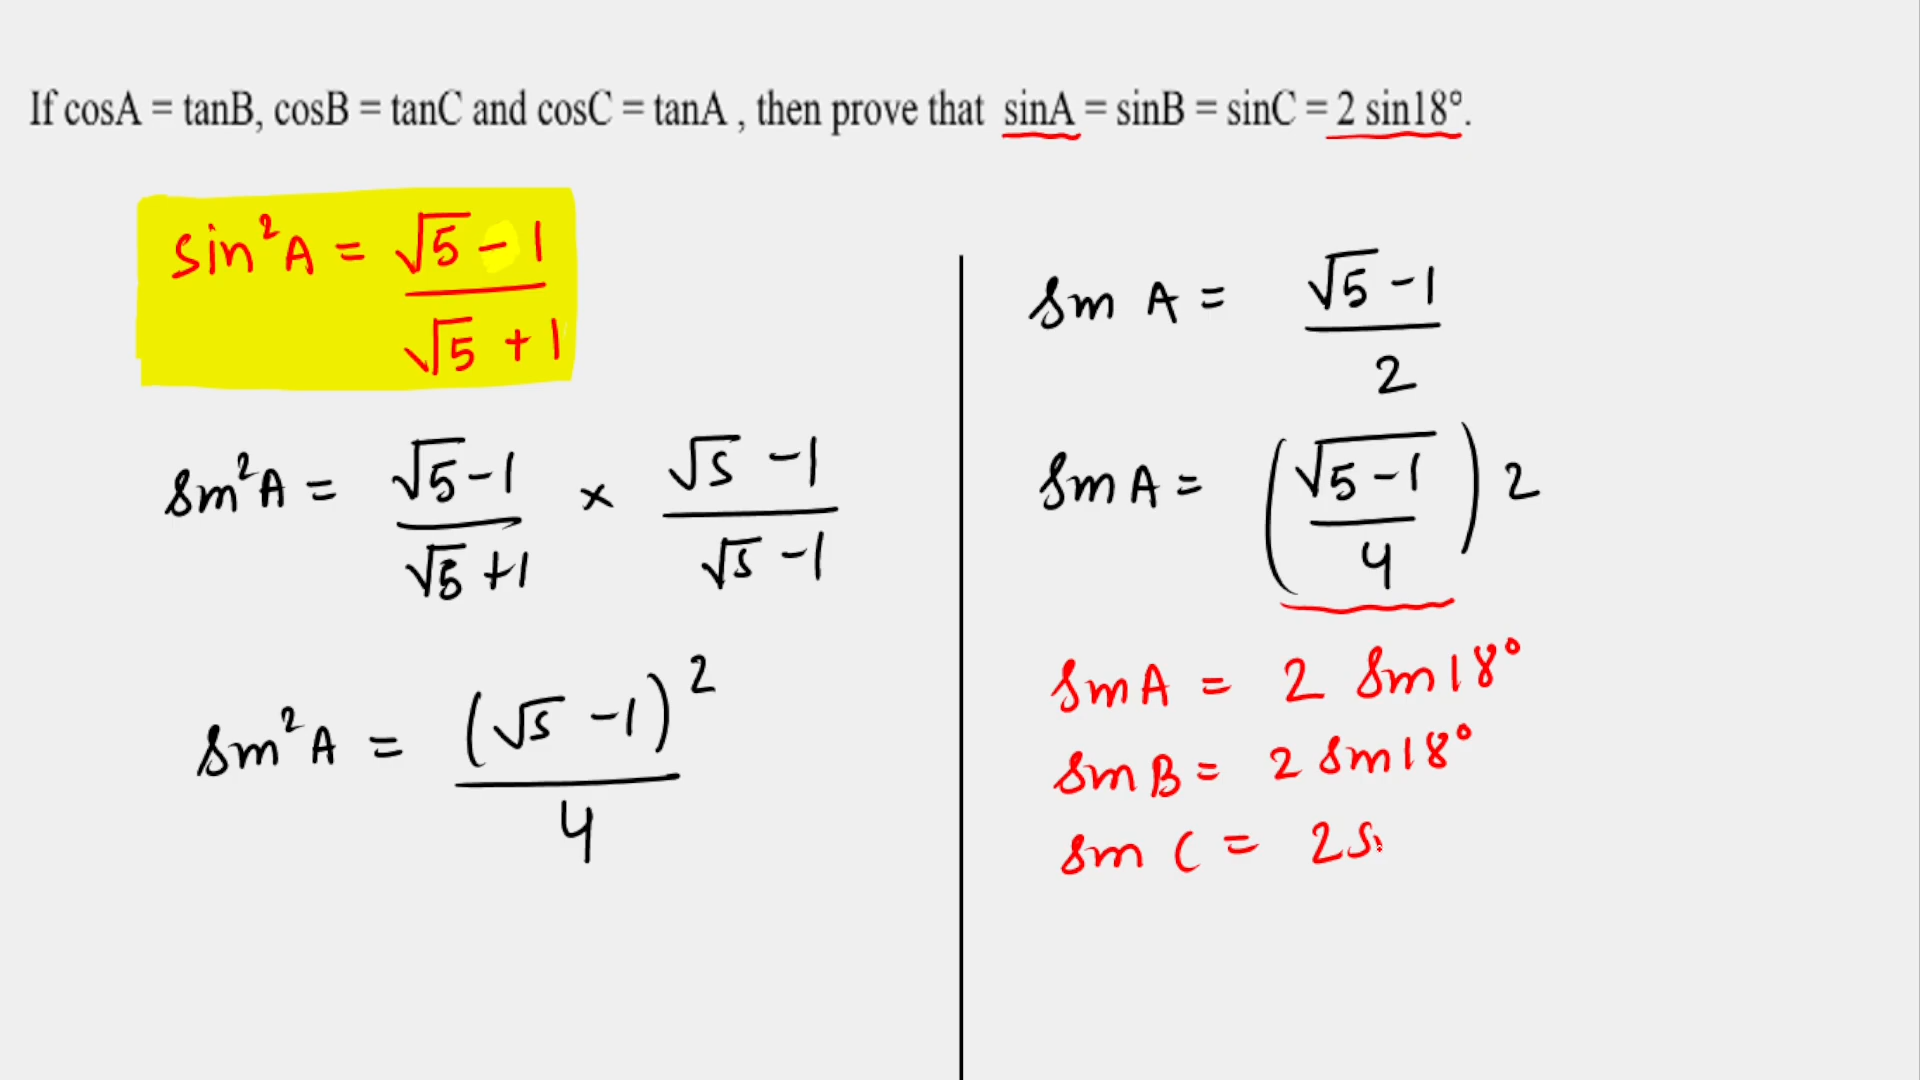 If cosA = tanB, cosB = tanC and cosC = tanA , then prove that sinA = sinB = sinC = 2 sin18°.
sin²A = √5 - 1 / √5 + 1
sin²A = √5 - 1 / √5 + 1 × √5 - 1 / √5 - 1
sin²A = (√5 - 1)² / 4
sin A = √5 - 1 / 2
sin A = (√5 - 1 / 4) 2
sin A = 2 sin 18°
sin B = 2 sin 18°
sin C = 2 s